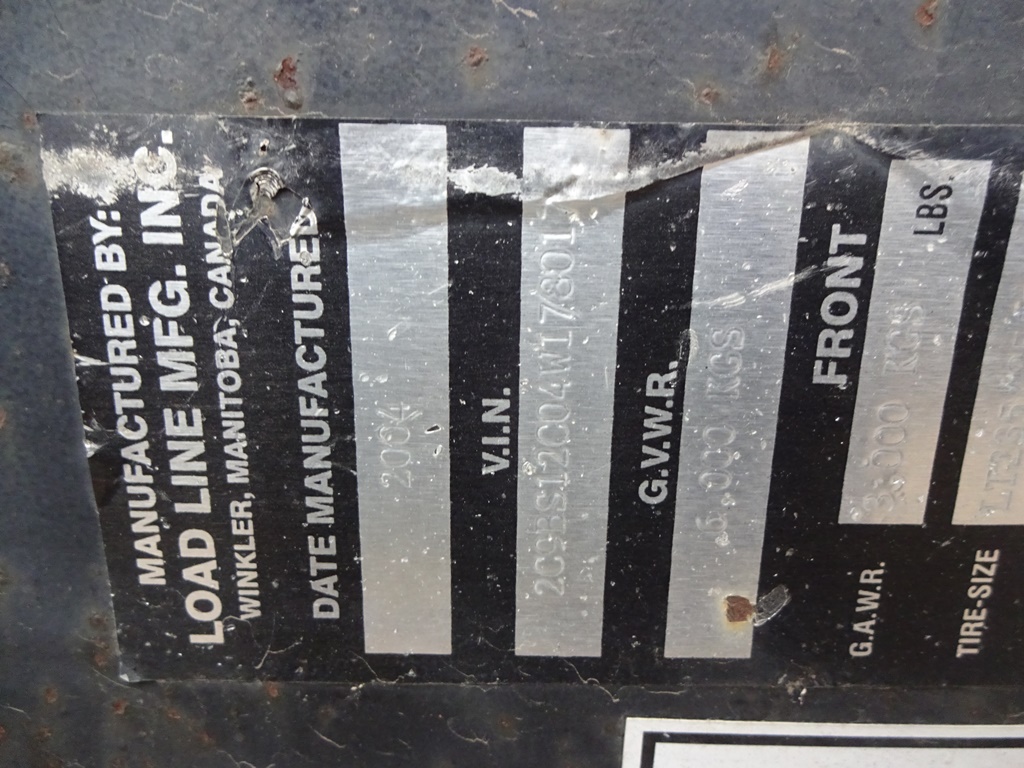 MANUFACTURED BY:
LOAD LINE MFG. INC.
WINKLER, MANITOBA, CANADA
DATE MANUFACTURED
2004
V.I.N.
G.V.W.R.
KGS
FRONT
G.A.W.R. KGS LBS.
TIRE-SIZE